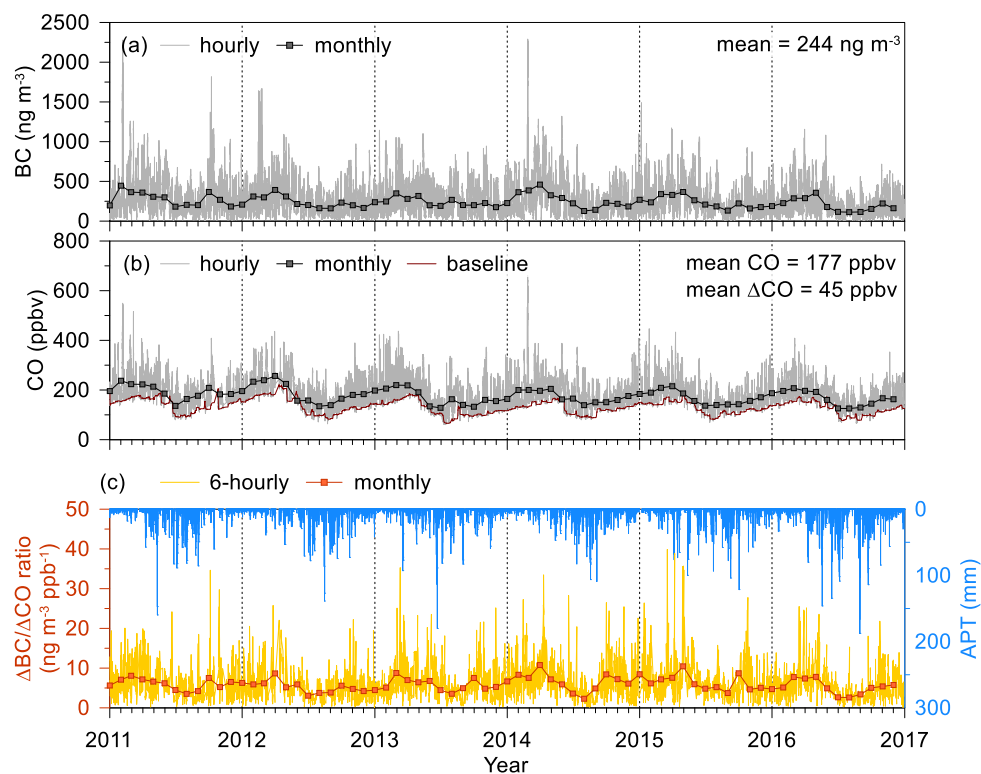 (a) hourly monthly mean = 244 ng m-3
BC (ng m-3)
2500
2000
1500
1000
500
0
(b) hourly monthly baseline mean CO = 177 ppbv
mean ΔCO = 45 ppbv
CO (ppbv)
800
600
400
200
0
(c) 6-hourly monthly
ΔBC/ΔCO ratio
(ng m-3 ppb-1)
50
40
30
20
10
0
0
100
200
300
APT (mm)
2011 2012 2013 2014 2015 2016 2017
Year